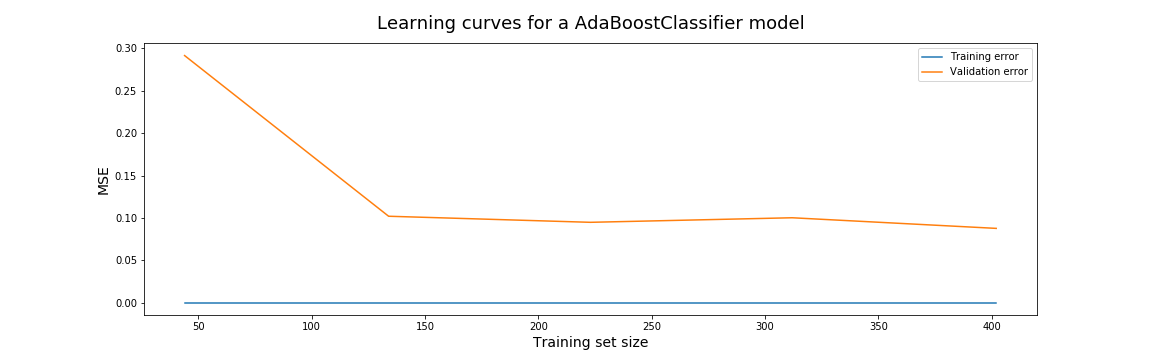 Learning curves for a AdaBoostClassifier model
Training error
Validation error
MSE
0.30
0.25
0.20
0.15
0.10
0.05
0.00
50 100 150 200 250 300 350 400
Training set size